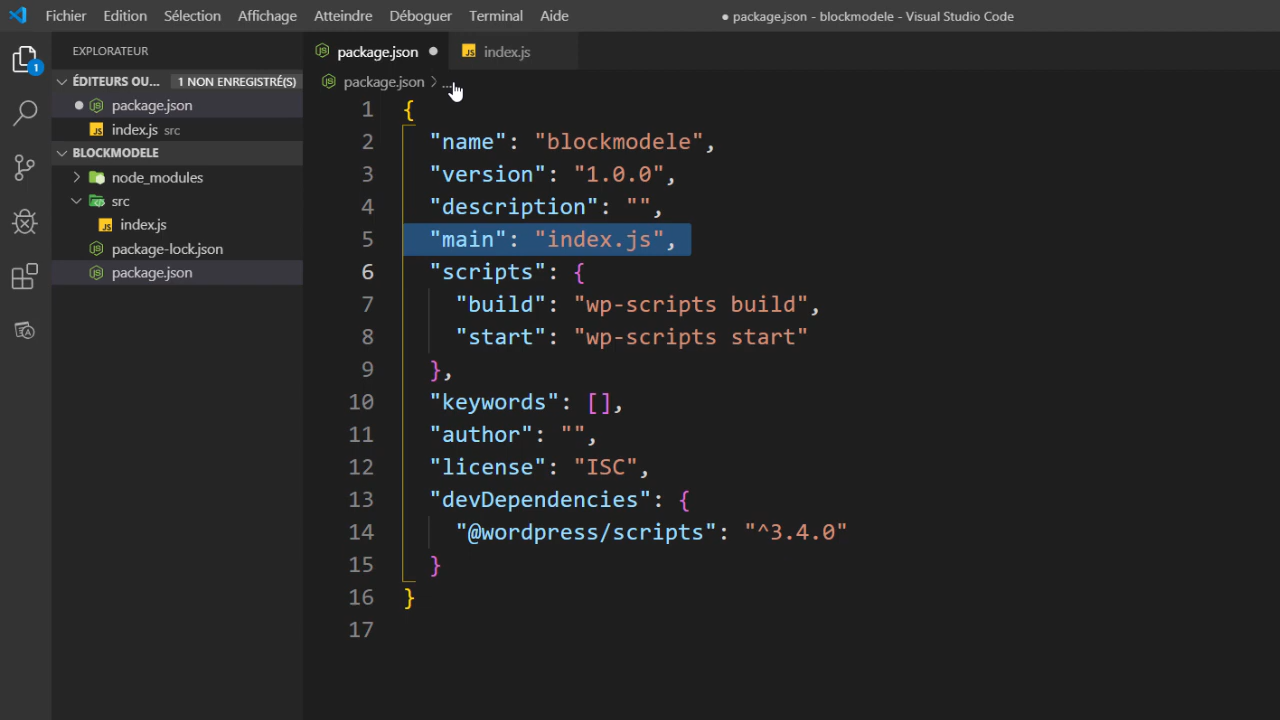 Fichier Edition Sélection Affichage Atteindre Déboguer Terminal Aide ● package.json - blockmodele - Visual Studio Code
EXPLORATEUR
1
ÉDITEURS OU... 1 NON ENREGISTRÉ(S)
● package.json
JS index.js src
BLOCKMODELE
node_modules
src
JS index.js
package-lock.json
package.json
package.json ●
JS index.js
package.json > ...
1 {
2 "name": "blockmodele",
3 "version": "1.0.0",
4 "description": "",
5 "main": "index.js",
6 "scripts": {
7 "build": "wp-scripts build",
8 "start": "wp-scripts start"
9 },
10 "keywords": [],
11 "author": "",
12 "license": "ISC",
13 "devDependencies": {
14 "@wordpress/scripts": "^3.4.0"
15 }
16 }
17